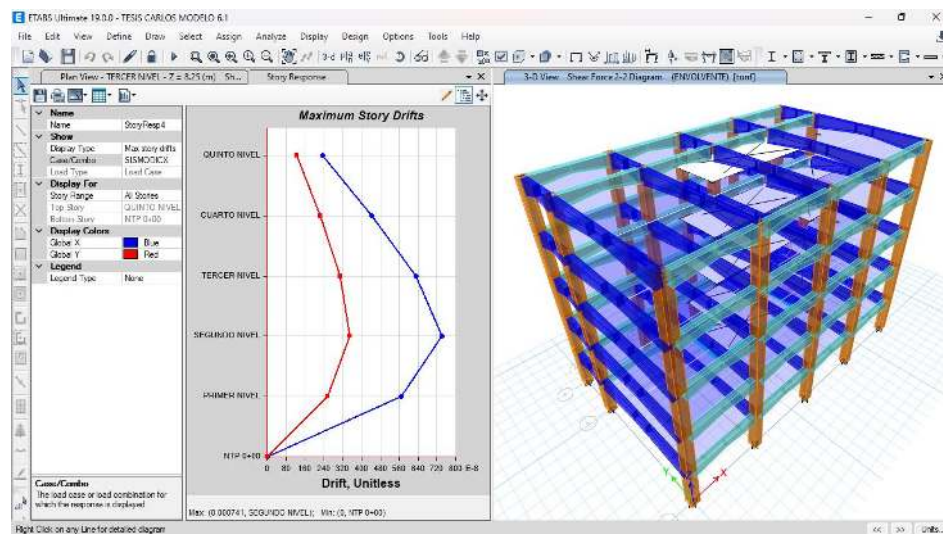 ETABS Ultimate 19.0.0 - TESIS CARLOS MODELO 6.1
File Edit View Define Draw Select Assign Analyze Display Design Options Tools Help
Plan View - TERCER NIVEL - Z = 8.25 (m) Sh...
Story Response
3-D View - Shear Force 2-2 Diagram (ENVOLVENTE) [tonf]
Name
Name StoryResp4
Show
Display Type Max story drifts
Case/Combo
Load Type Load Case
Display For
Story Range All Stories
Top Story QUINTO NIVEL
Bottom Story NTP 0+00
Display Colors
Global X Blue
Global Y Red
Legend
Legend Type None
Case/Combo
The load case or load combination for
which the response is displayed
Maximum Story Drifts
QUINTO NIVEL
CUARTO NIVEL
TERCER NIVEL
SEGUNDO NIVEL
PRIMER NIVEL
NTP 0+00
0 80 160 240 320 400 480 560 640 720 800 E-6
Drift, Unitless
Max: (0.000741, SEGUNDO NIVEL); Min: (0, NTP 0+00)
Y X
Right Click on any Line for detailed diagram
<< >> Units...